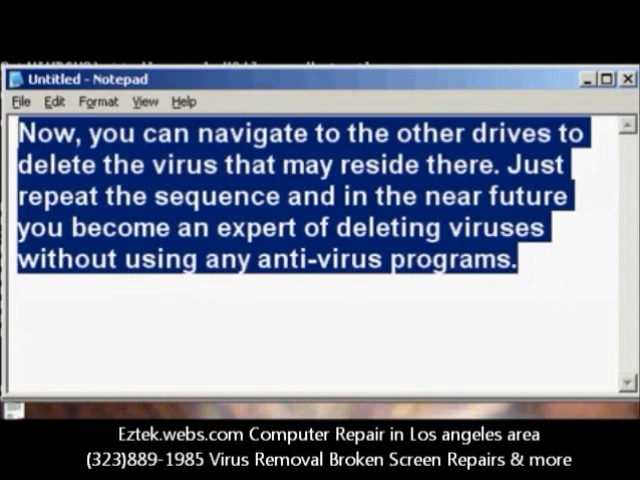 Untitled - Notepad
File Edit Format View Help
Now, you can navigate to the other drives to
delete the virus that may reside there. Just
repeat the sequence and in the near future
you become an expert of deleting viruses
without using any anti-virus programs.
Eztek.webs.com Computer Repair in Los angeles area
(323)889-1985 Virus Removal Broken Screen Repairs & more